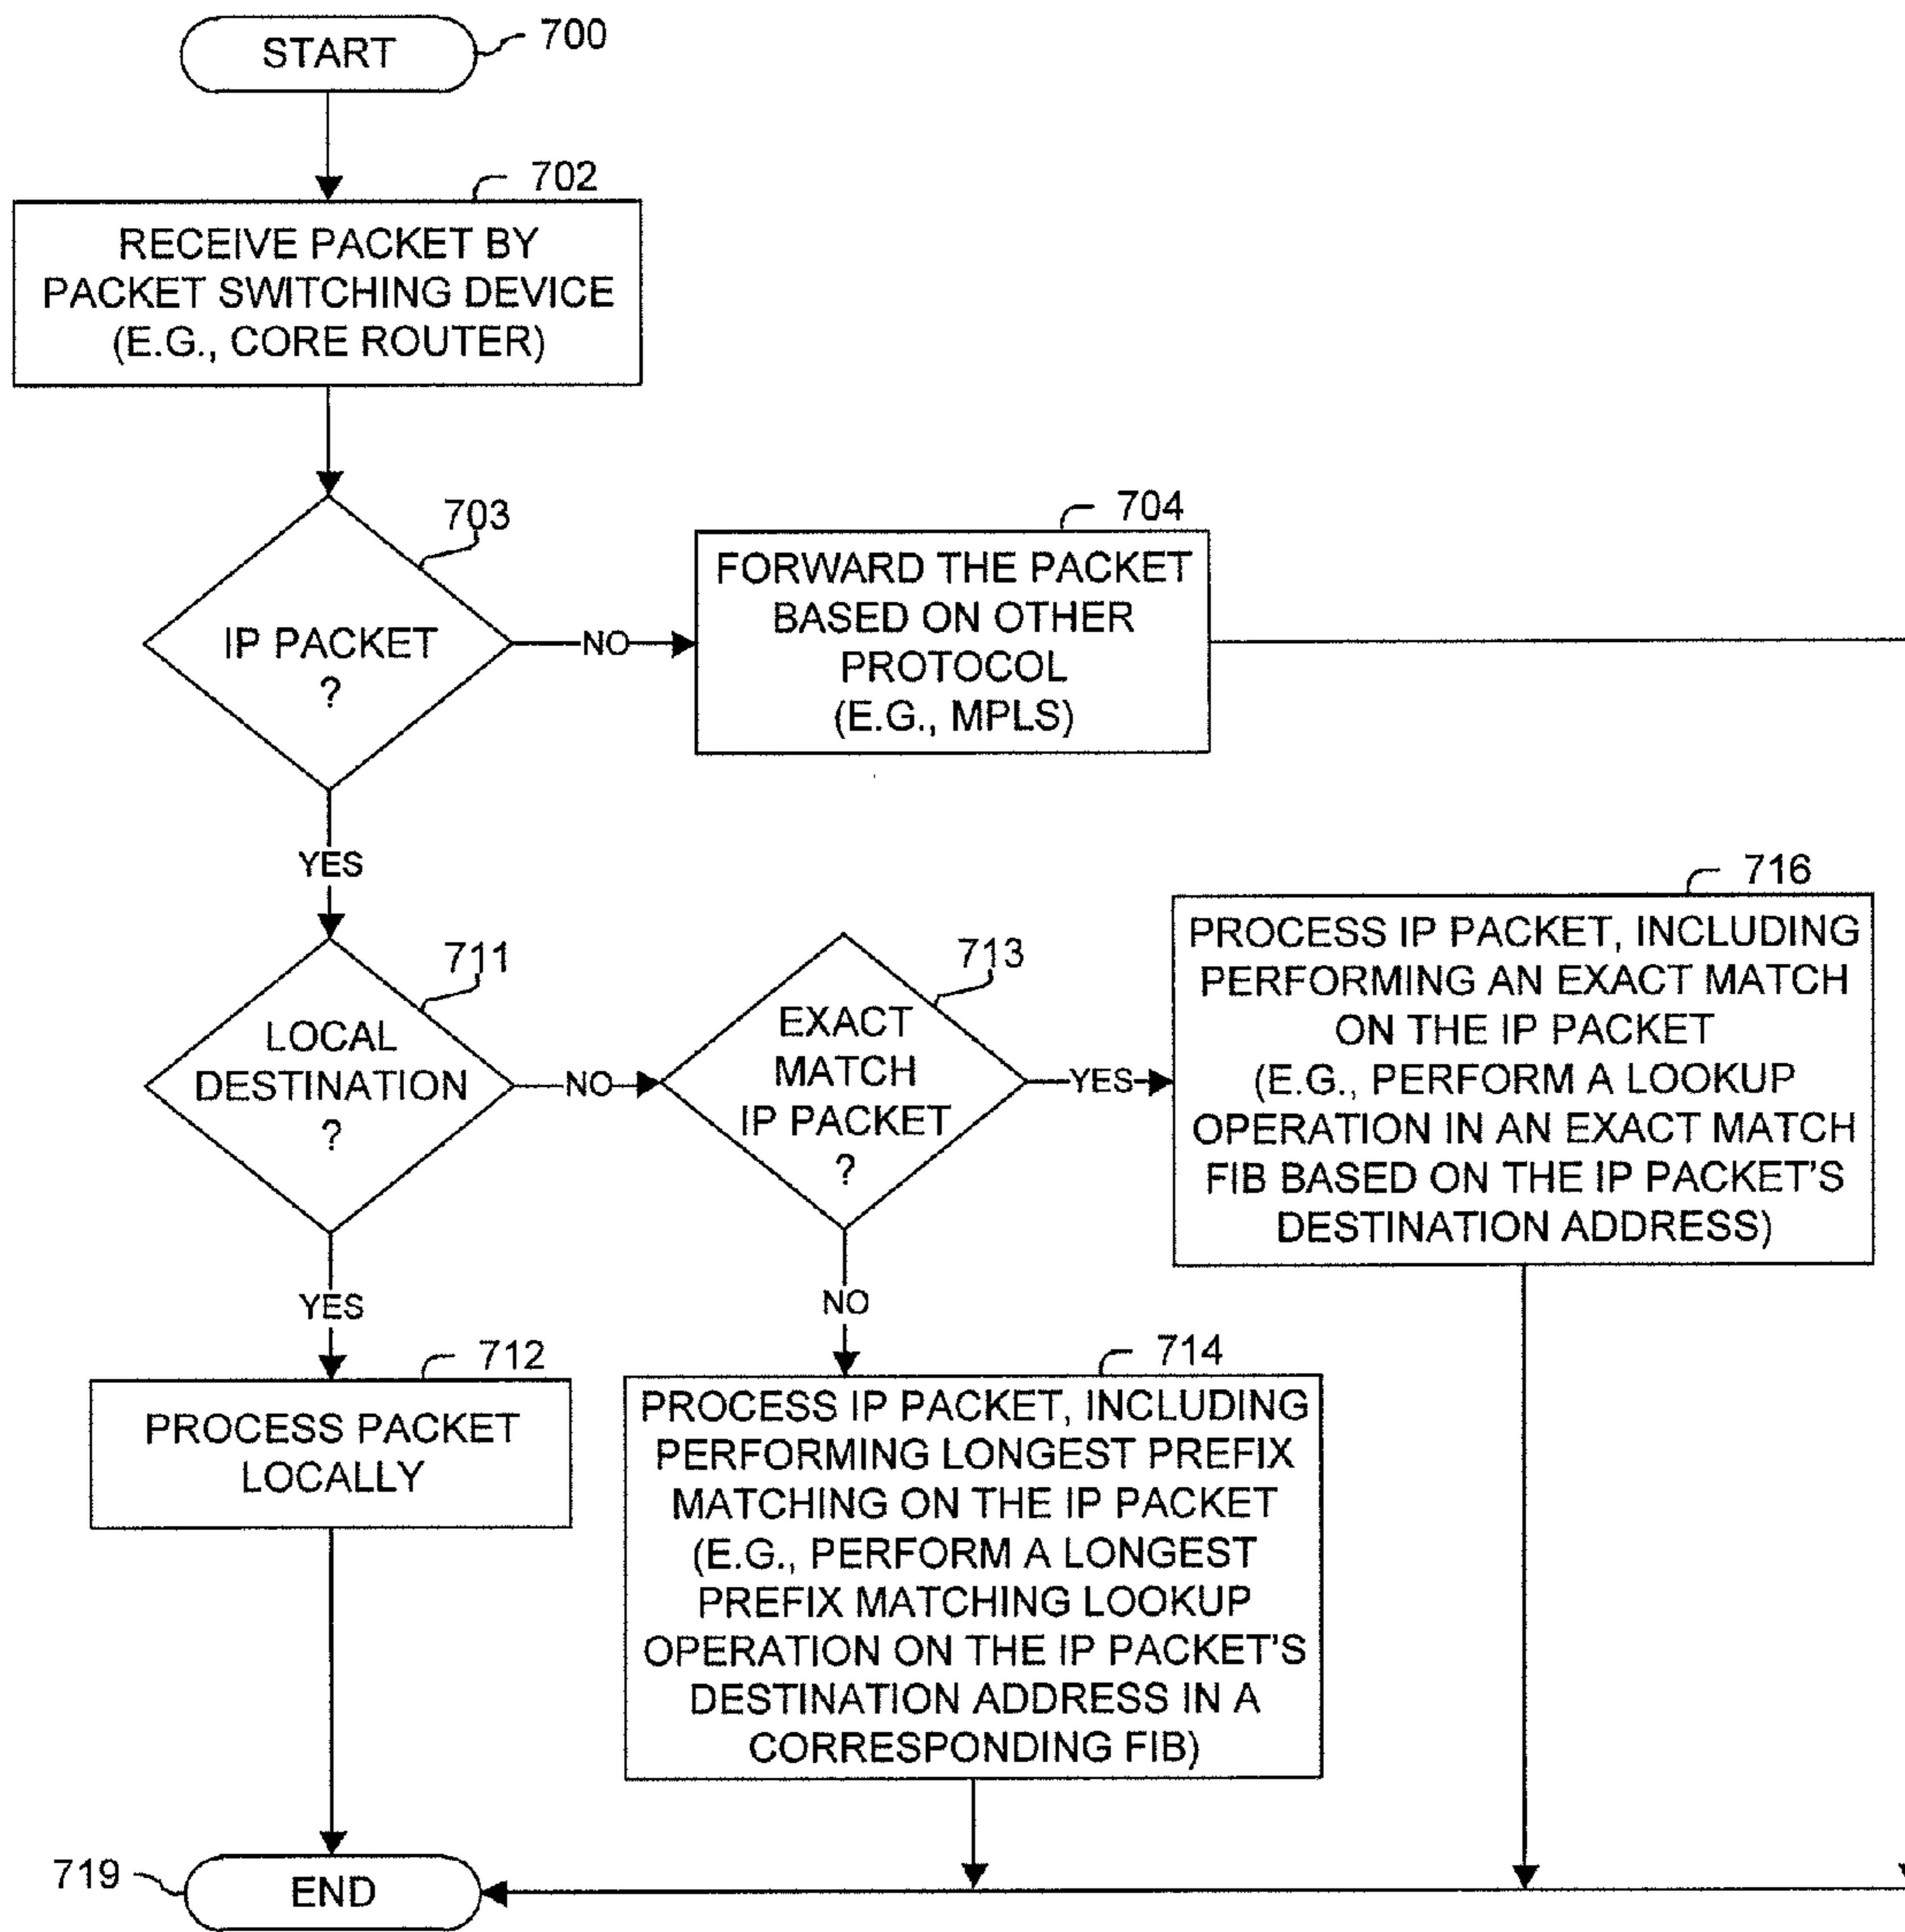 START
700
702
RECEIVE PACKET BY
PACKET SWITCHING DEVICE
(E.G., CORE ROUTER)
703
IP PACKET
?
NO
704
FORWARD THE PACKET
BASED ON OTHER
PROTOCOL
(E.G., MPLS)
YES
711
LOCAL
DESTINATION
?
NO
713
EXACT
MATCH
IP PACKET
?
YES
716
PROCESS IP PACKET, INCLUDING
PERFORMING AN EXACT MATCH
ON THE IP PACKET
(E.G., PERFORM A LOOKUP
OPERATION IN AN EXACT MATCH
FIB BASED ON THE IP PACKET'S
DESTINATION ADDRESS)
YES
NO
712
PROCESS PACKET
LOCALLY
714
PROCESS IP PACKET, INCLUDING
PERFORMING LONGEST PREFIX
MATCHING ON THE IP PACKET
(E.G., PERFORM A LONGEST
PREFIX MATCHING LOOKUP
OPERATION ON THE IP PACKET'S
DESTINATION ADDRESS IN A
CORRESPONDING FIB)
719
END